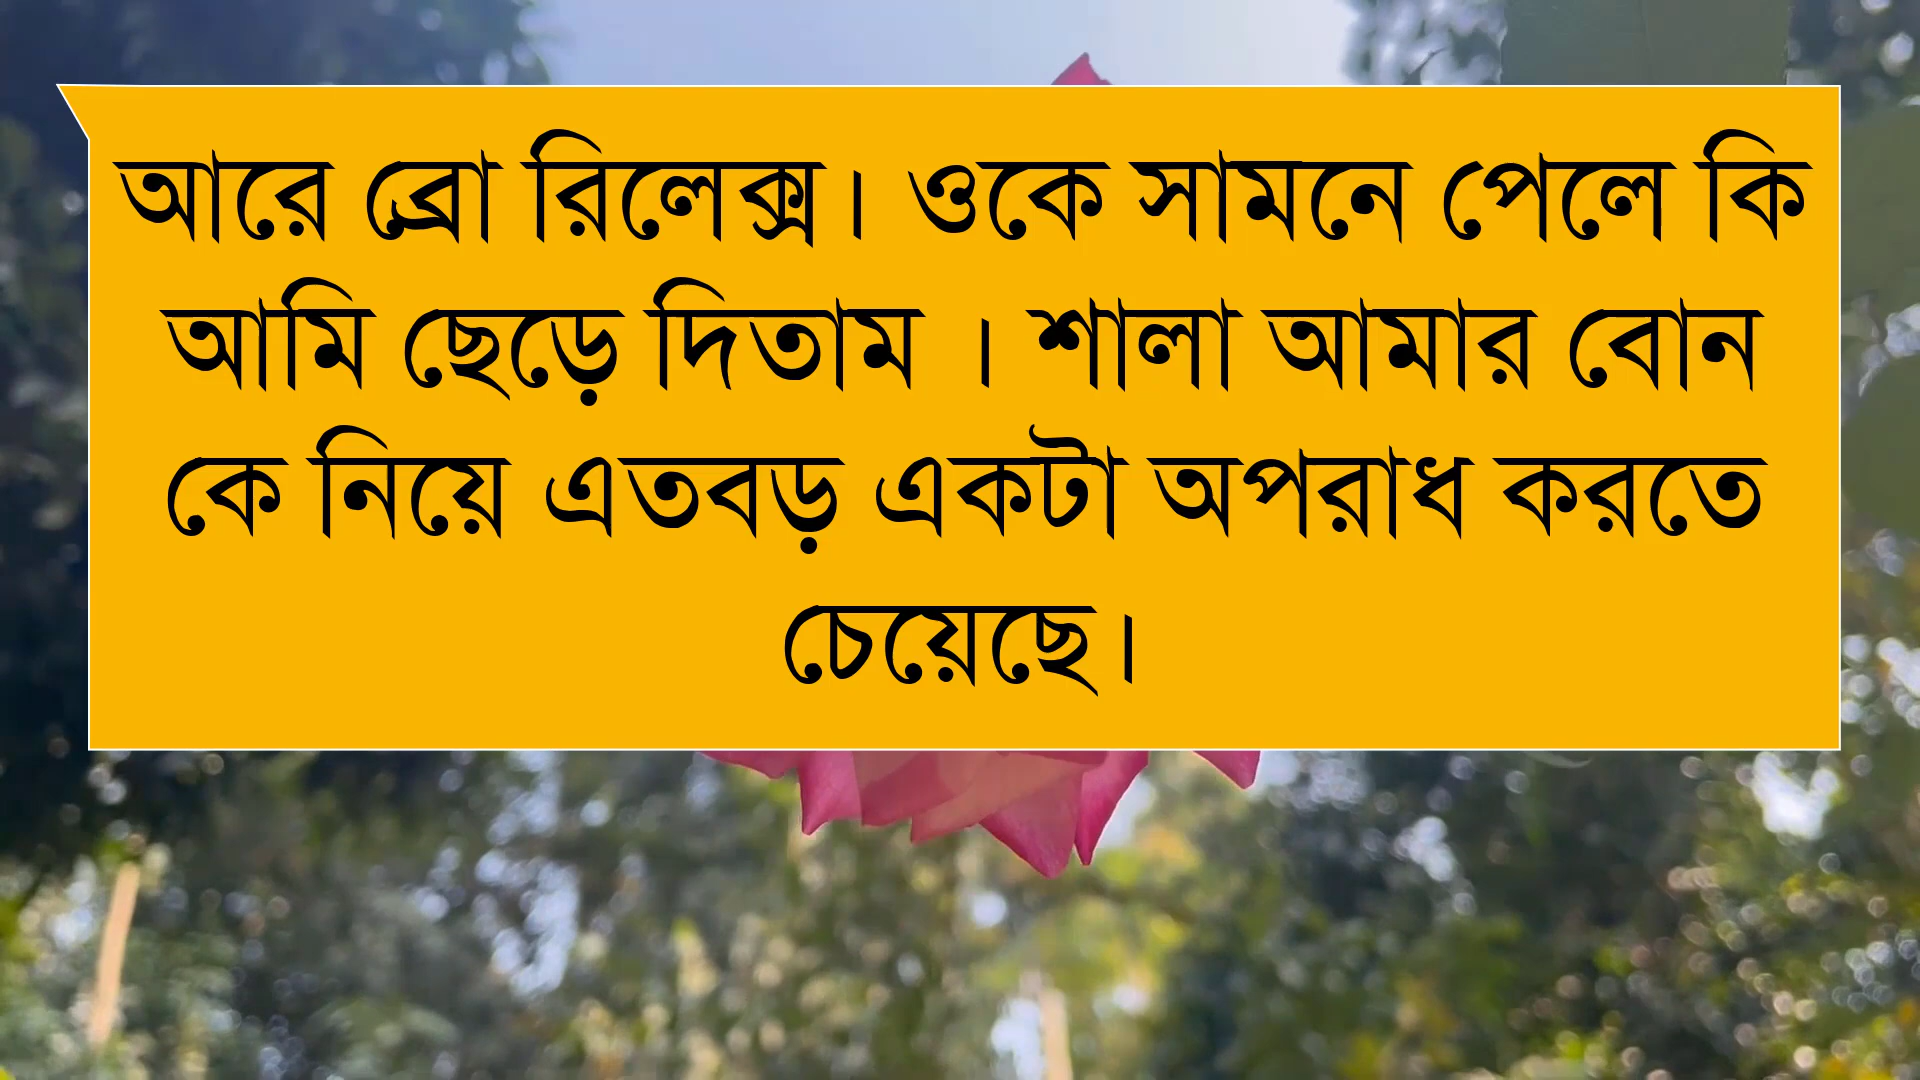 আরে ব্রো রিলেক্স। ওকে সামনে পেলে কি
আমি ছেড়ে দিতাম । শালা আমার বোন
কে নিয়ে এতবড় একটা অপরাধ করতে
চেয়েছে।